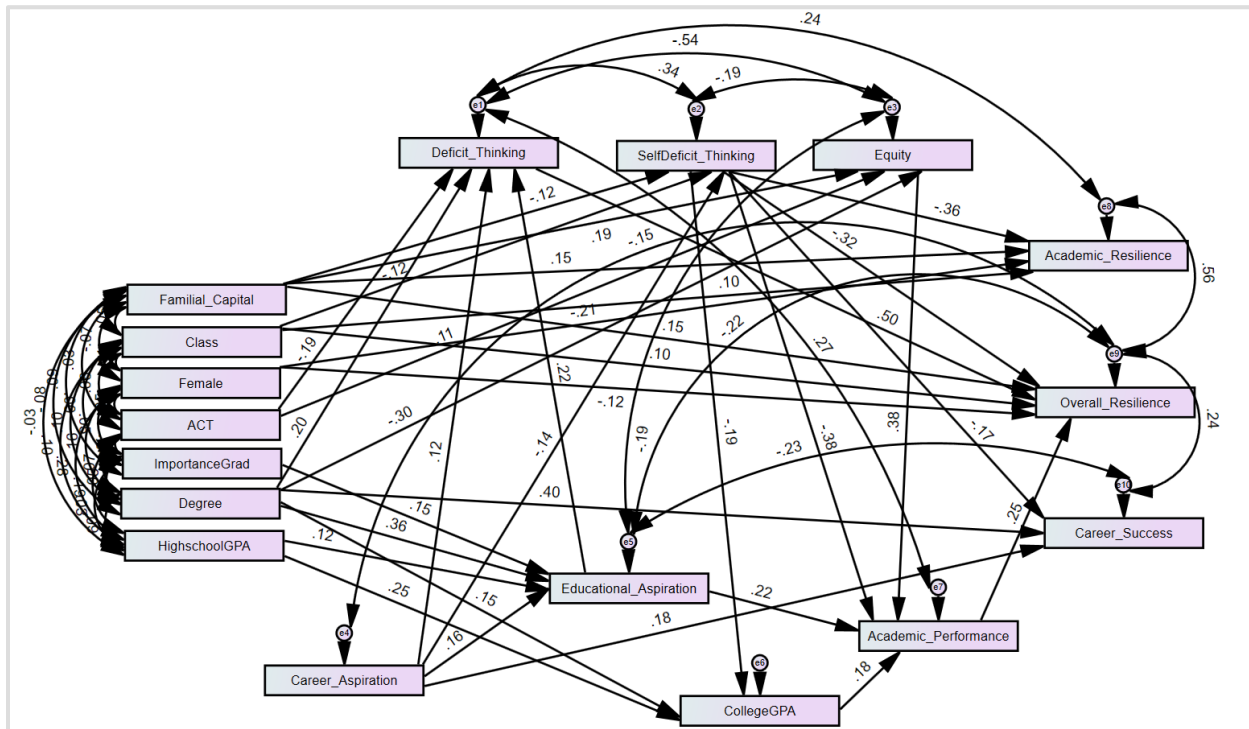 .24
-.54
.34
-.19
e1
e2
e3
Deficit_Thinking
SelfDeficit_Thinking
Equity
-.12
-.36
e8
.19
-.15
-.32
Academic_Resilience
-.12
.15
.56
Familial_Capital
.10
-.21
.50
Class
.11
.15
-.22
e9
-.19
.10
.27
Female
.22
Overall_Resilience
-.12
ACT
-.30
.38
.24
.20
-.14
-.19
-.38
-.17
ImportanceGrad
.12
-.19
-.23
e10
-.03
-.08
Degree
.40
.15
.36
.25
Career_Success
HighschoolGPA
.12
e5
.25
.15
Educational_Aspiration
.22
e7
e4
.16
.18
Academic_Performance
Career_Aspiration
e6
.18
CollegeGPA